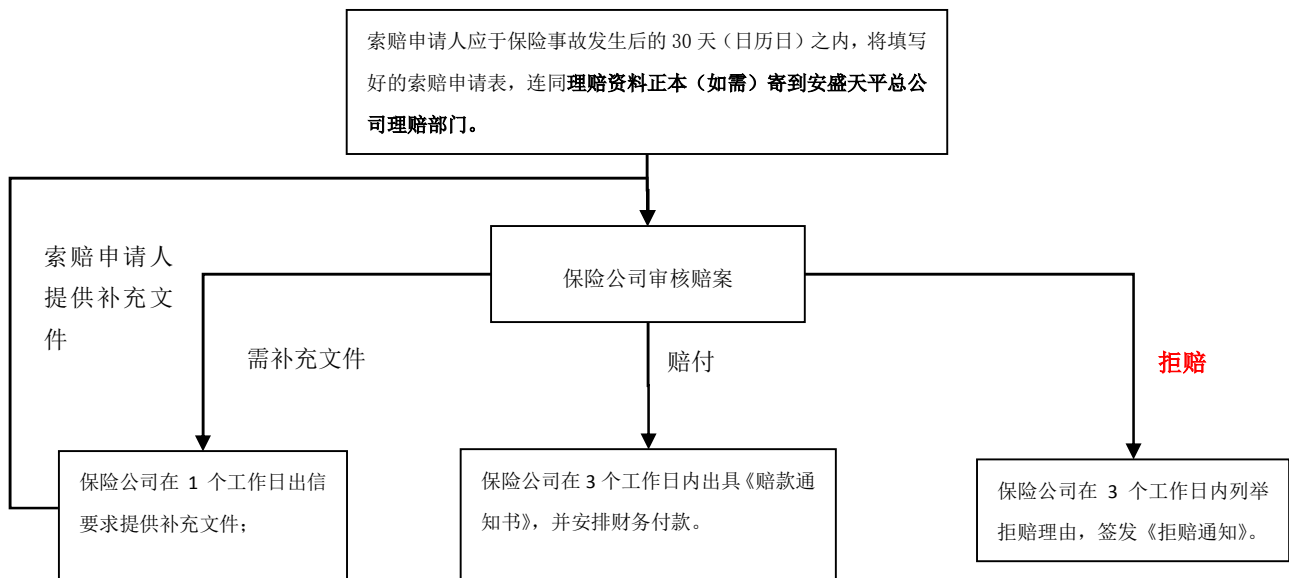 索赔申请人应于保险事故发生后的 30 天（日历日）之内，将填写
好的索赔申请表，连同理赔资料正本（如需）寄到安盛天平总公
司理赔部门。
保险公司审核赔案
索赔申请人
提供补充文
件
需补充文件
赔付
拒赔
保险公司在 1 个工作日出信
要求提供补充文件；
保险公司在 3 个工作日内出具《赔款通
知书》，并安排财务付款。
保险公司在 3 个工作日内列举
拒赔理由，签发《拒赔通知》。